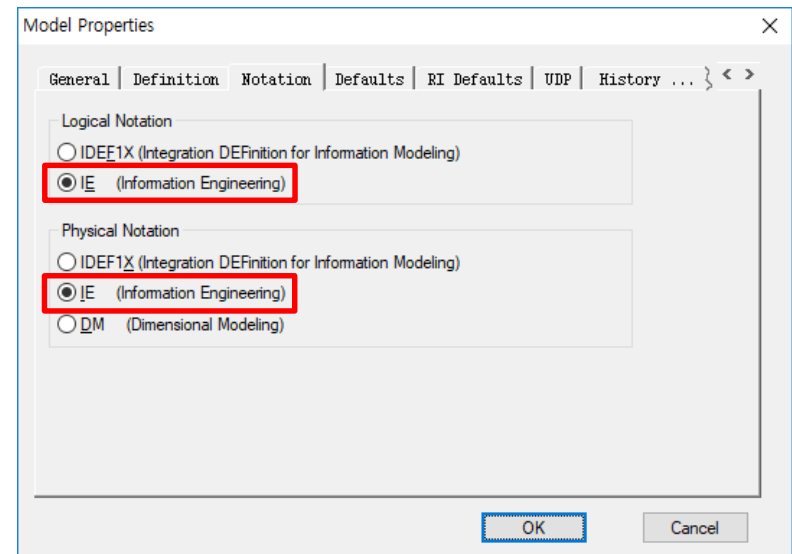 Model Properties
General Definition Notation Defaults RI Defaults UDP History ...
Logical Notation
IDEF1X (Integration DEFinition for Information Modeling)
IE (Information Engineering)
Physical Notation
IDEF1X (Integration DEFinition for Information Modeling)
IE (Information Engineering)
DM (Dimensional Modeling)
OK Cancel